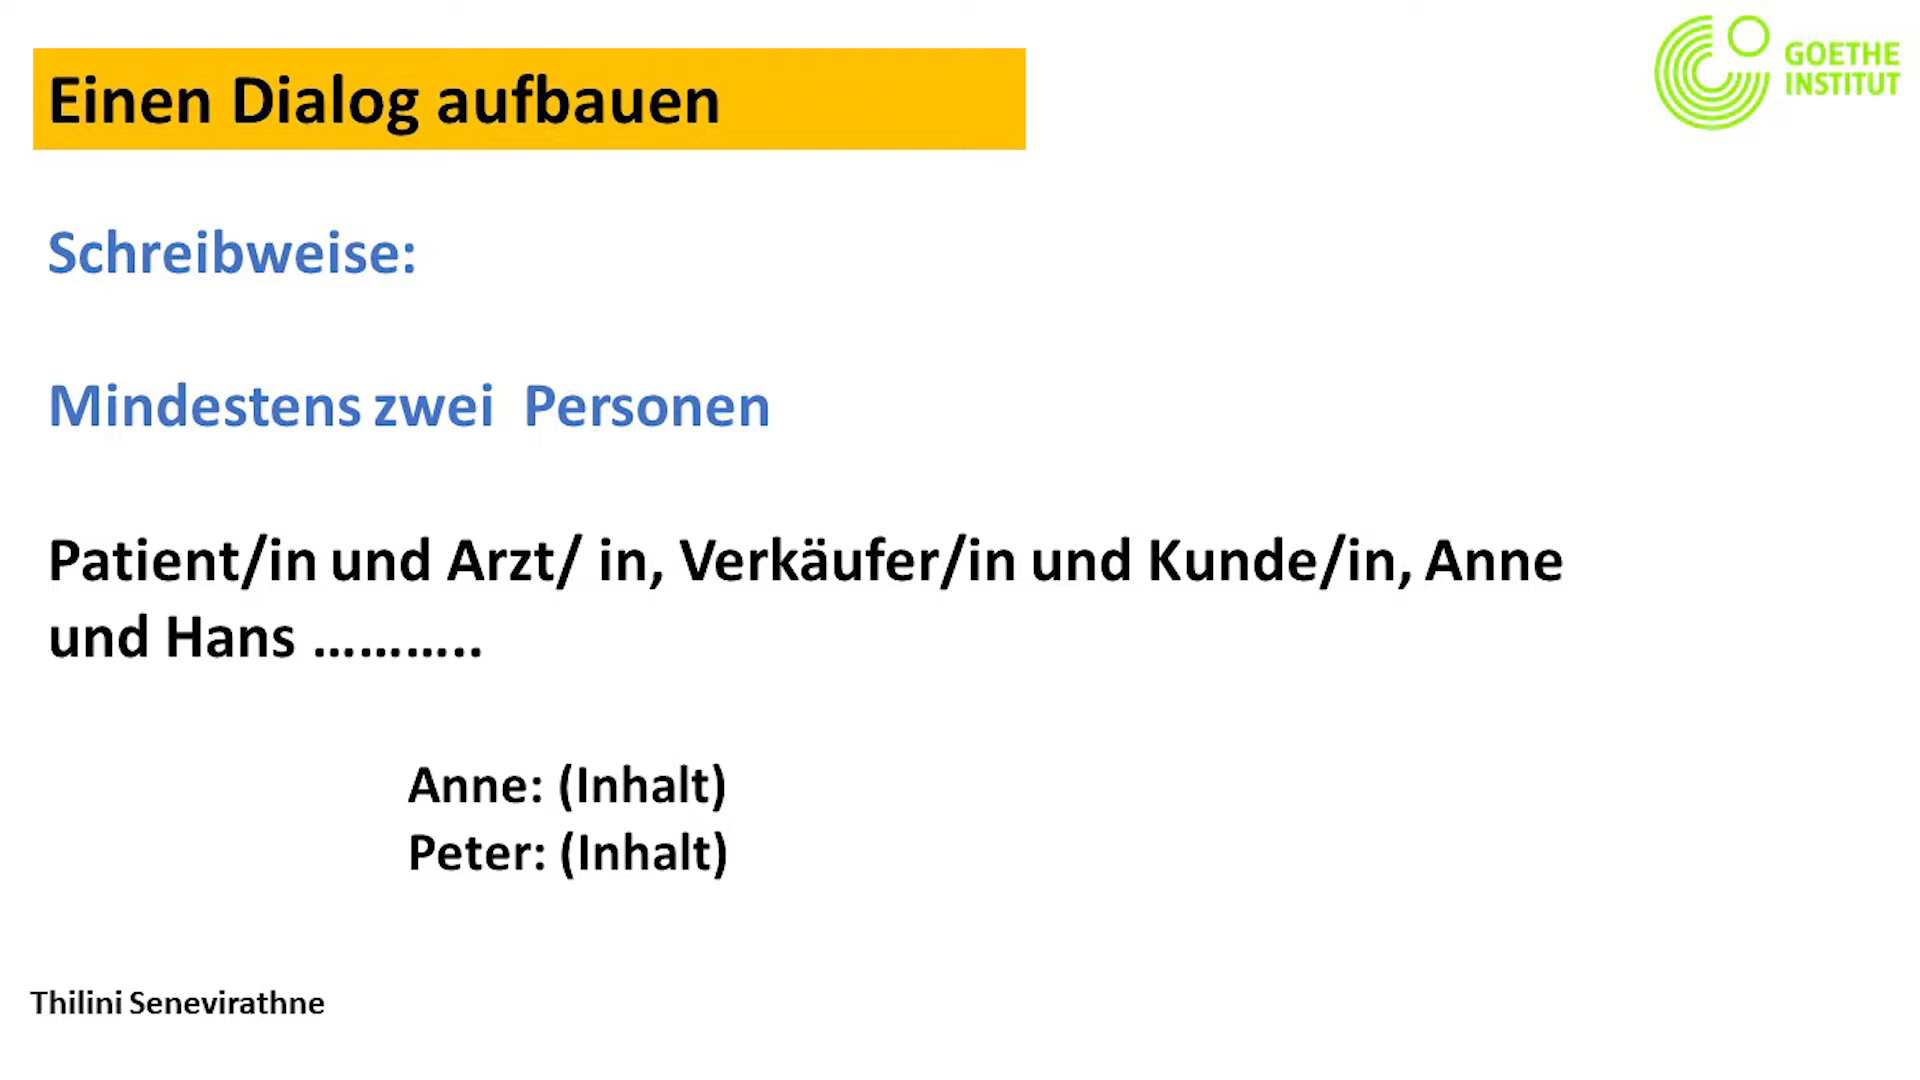 Einen Dialog aufbauen
GOETHE
INSTITUT
Schreibweise:
Mindestens zwei  Personen
Patient/in und Arzt/ in, Verkäufer/in und Kunde/in, Anne
und Hans ………..
Anne: (Inhalt)
Peter: (Inhalt)
Thilini Senevirathne